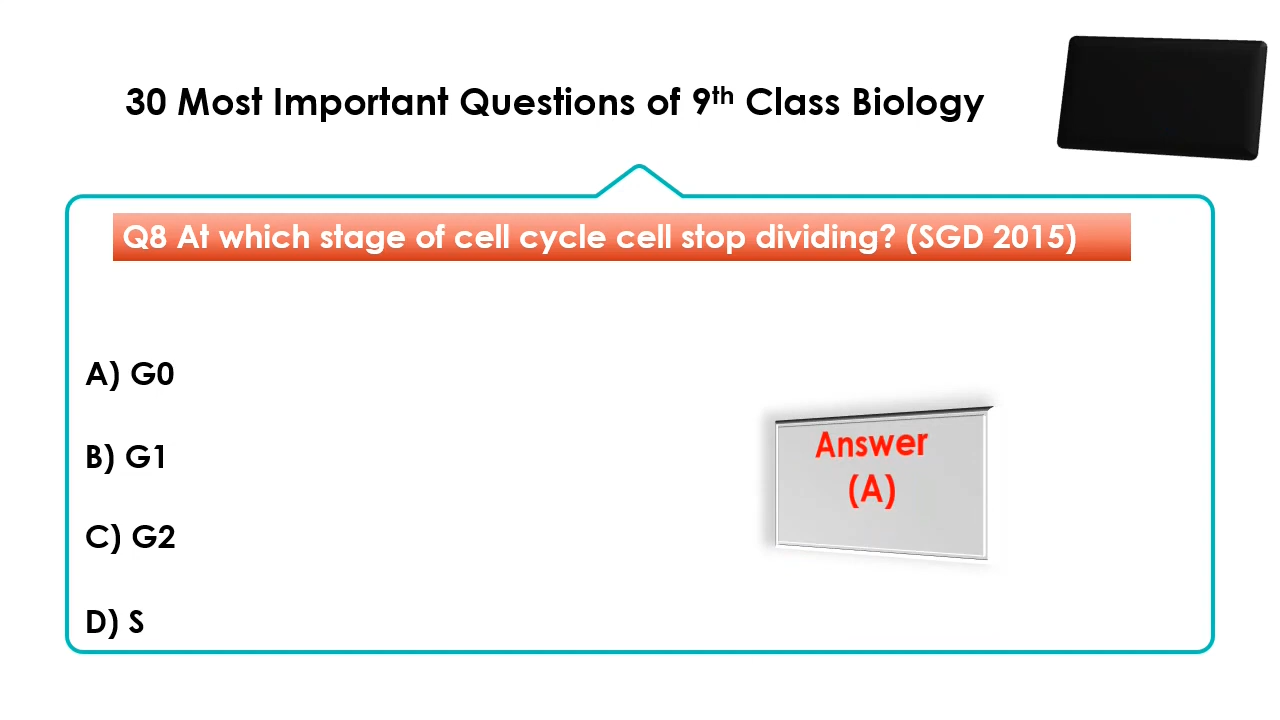 30 Most Important Questions of 9th Class Biology
Q8 At which stage of cell cycle cell stop dividing? (SGD 2015)
A) G0
B) G1
C) G2
D) S
Answer
(A)